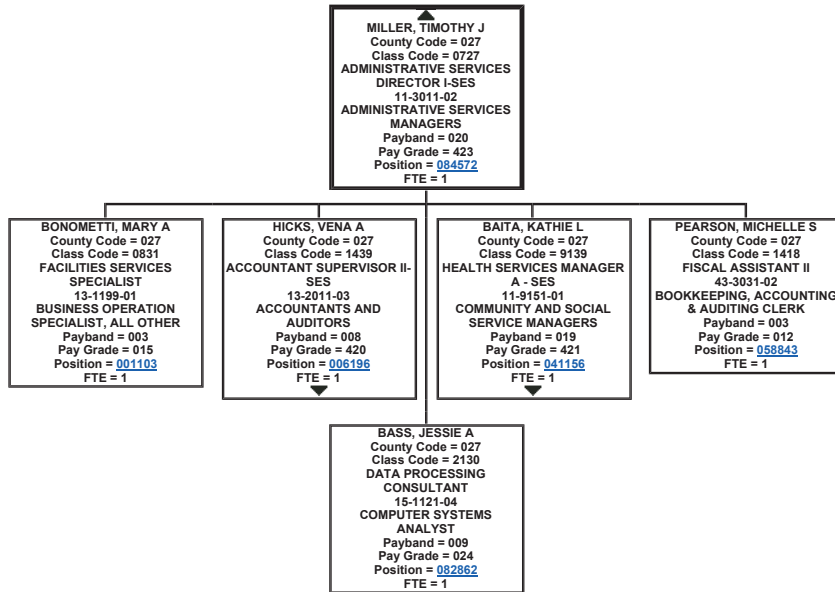 MILLER, TIMOTHY J
County Code = 027
Class Code = 0727
ADMINISTRATIVE SERVICES
DIRECTOR I-SES
11-3011-02
ADMINISTRATIVE SERVICES
MANAGERS
Payband = 020
Pay Grade = 423
Position = 084572
FTE = 1
BONOMETTI, MARY A
County Code = 027
Class Code = 0831
FACILITIES SERVICES
SPECIALIST
13-1199-01
BUSINESS OPERATION
SPECIALIST, ALL OTHER
Payband = 003
Pay Grade = 015
Position = 001103
FTE = 1
HICKS, VENA A
County Code = 027
Class Code = 1439
ACCOUNTANT SUPERVISOR II-
SES
13-2011-03
ACCOUNTANTS AND
AUDITORS
Payband = 008
Pay Grade = 420
Position = 006196
FTE = 1
BAITA, KATHIE L
County Code = 027
Class Code = 9139
HEALTH SERVICES MANAGER
A - SES
11-9151-01
COMMUNITY AND SOCIAL
SERVICE MANAGERS
Payband = 019
Pay Grade = 421
Position = 041156
FTE = 1
PEARSON, MICHELLE S
County Code = 027
Class Code = 1418
FISCAL ASSISTANT II
43-3031-02
BOOKKEEPING, ACCOUNTING
& AUDITING CLERK
Payband = 003
Pay Grade = 012
Position = 058843
FTE = 1
BASS, JESSIE A
County Code = 027
Class Code = 2130
DATA PROCESSING
CONSULTANT
15-1121-04
COMPUTER SYSTEMS
ANALYST
Payband = 009
Pay Grade = 024
Position = 082862
FTE = 1